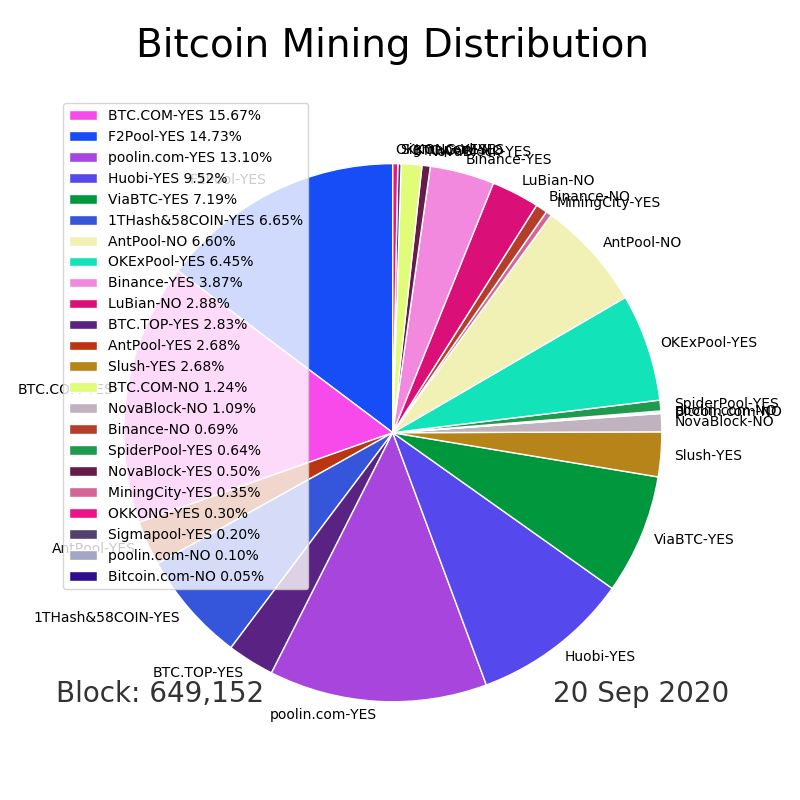 Bitcoin Mining Distribution
BTC.COM-YES 15.67%
F2Pool-YES 14.73%
poolin.com-YES 13.10%
Huobi-YES 9.52%
ViaBTC-YES 7.19%
1THash&58COIN-YES 6.65%
AntPool-NO 6.60%
OKExPool-YES 6.45%
Binance-YES 3.87%
LuBian-NO 2.88%
BTC.TOP-YES 2.83%
AntPool-YES 2.68%
Slush-YES 2.68%
BTC.COM-NO 1.24%
NovaBlock-NO 1.09%
Binance-NO 0.69%
SpiderPool-YES 0.64%
NovaBlock-YES 0.50%
MiningCity-YES 0.35%
OKKONG-YES 0.30%
Sigmapool-YES 0.20%
poolin.com-NO 0.10%
Bitcoin.com-NO 0.05%
Binance-YES
LuBian-NO
Binance-NO
MiningCity-YES
AntPool-NO
OKExPool-YES
SpiderPool-YES
NovaBlock-NO
Slush-YES
ViaBTC-YES
Huobi-YES
poolin.com-YES
BTC.TOP-YES
1THash&58COIN-YES
AntPool-YES
Block: 649,152
20 Sep 2020